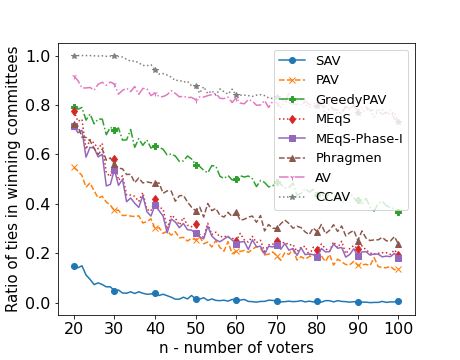 Ratio of ties in winning committees
1.0
0.8
0.6
0.4
0.2
0.0
20 30 40 50 60 70 80 90 100
n - number of voters
SAV
PAV
GreedyPAV
MEqS
MEqS-Phase-I
Phragmen
AV
CCAV